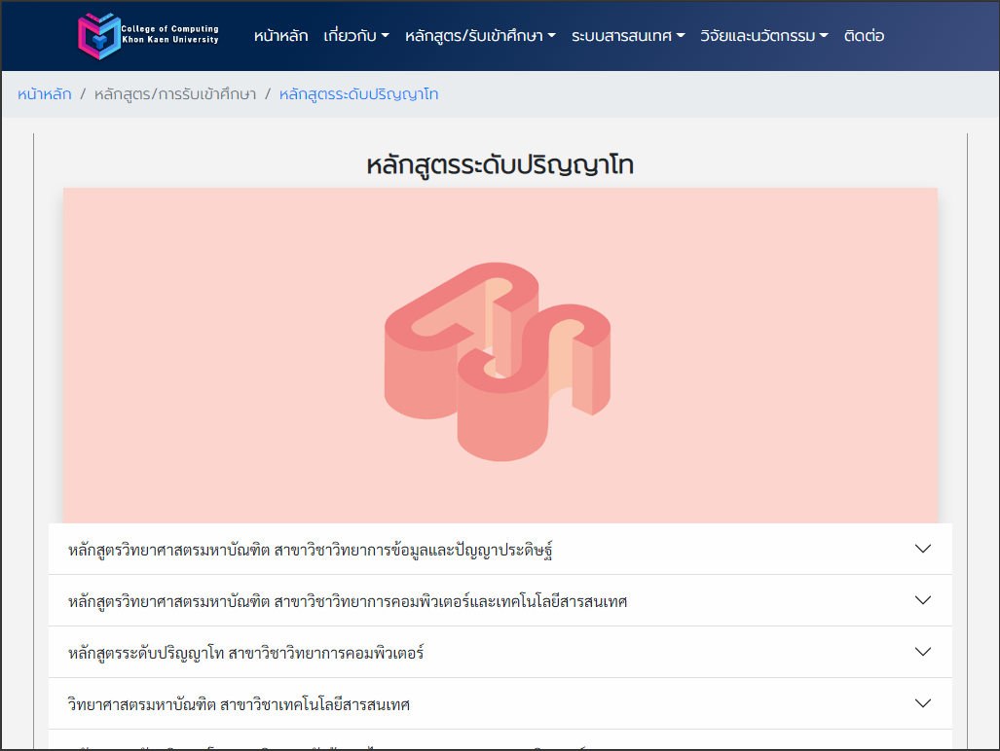 College of Computing
Khon Kaen University
หน้าหลัก เกี่ยวกับ หลักสูตร/รับเข้าศึกษา ระบบสารสนเทศ วิจัยและนวัตกรรม ติดต่อ
หน้าหลัก / หลักสูตร/การรับเข้าศึกษา / หลักสูตรระดับปริญญาโท
หลักสูตรระดับปริญญาโท
หลักสูตรวิทยาศาสตรมหาบัณฑิต สาขาวิชาวิทยาการข้อมูลและปัญญาประดิษฐ์
หลักสูตรวิทยาศาสตรมหาบัณฑิต สาขาวิชาวิทยาการคอมพิวเตอร์และเทคโนโลยีสารสนเทศ
หลักสูตรระดับปริญญาโท สาขาวิชาวิทยาการคอมพิวเตอร์
วิทยาศาสตรมหาบัณฑิต สาขาวิชาเทคโนโลยีสารสนเทศ